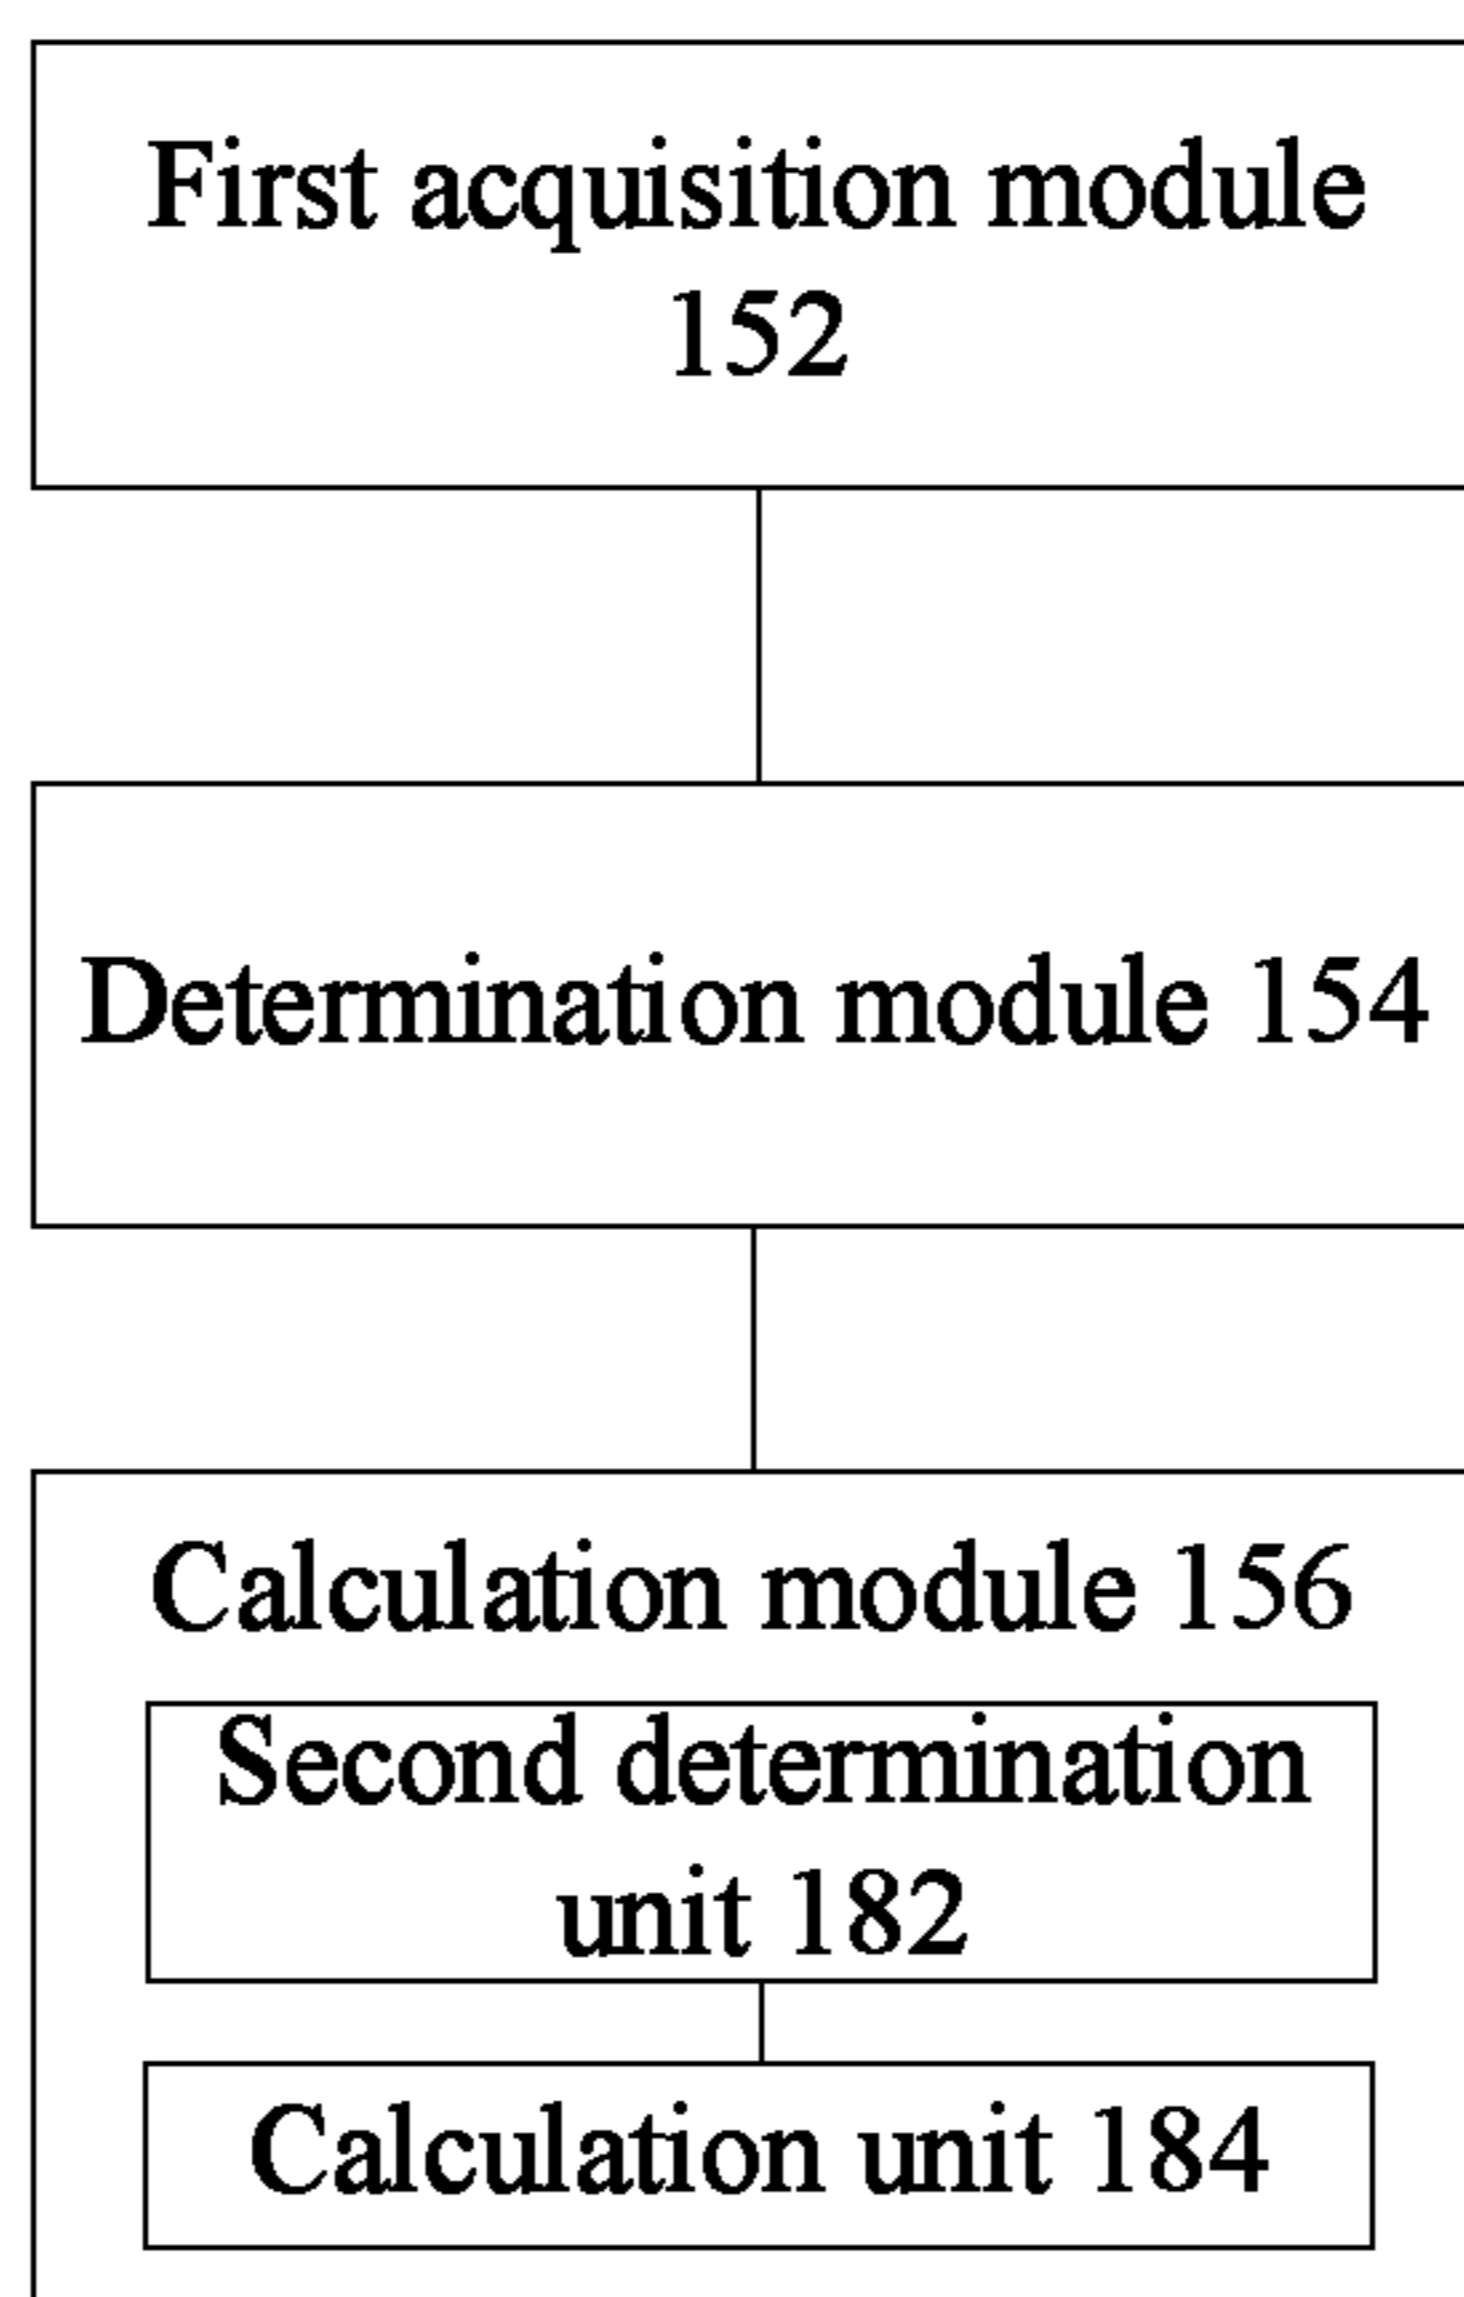 First acquisition module
152
Determination module 154
Calculation module 156
Second determination
unit 182
Calculation unit 184